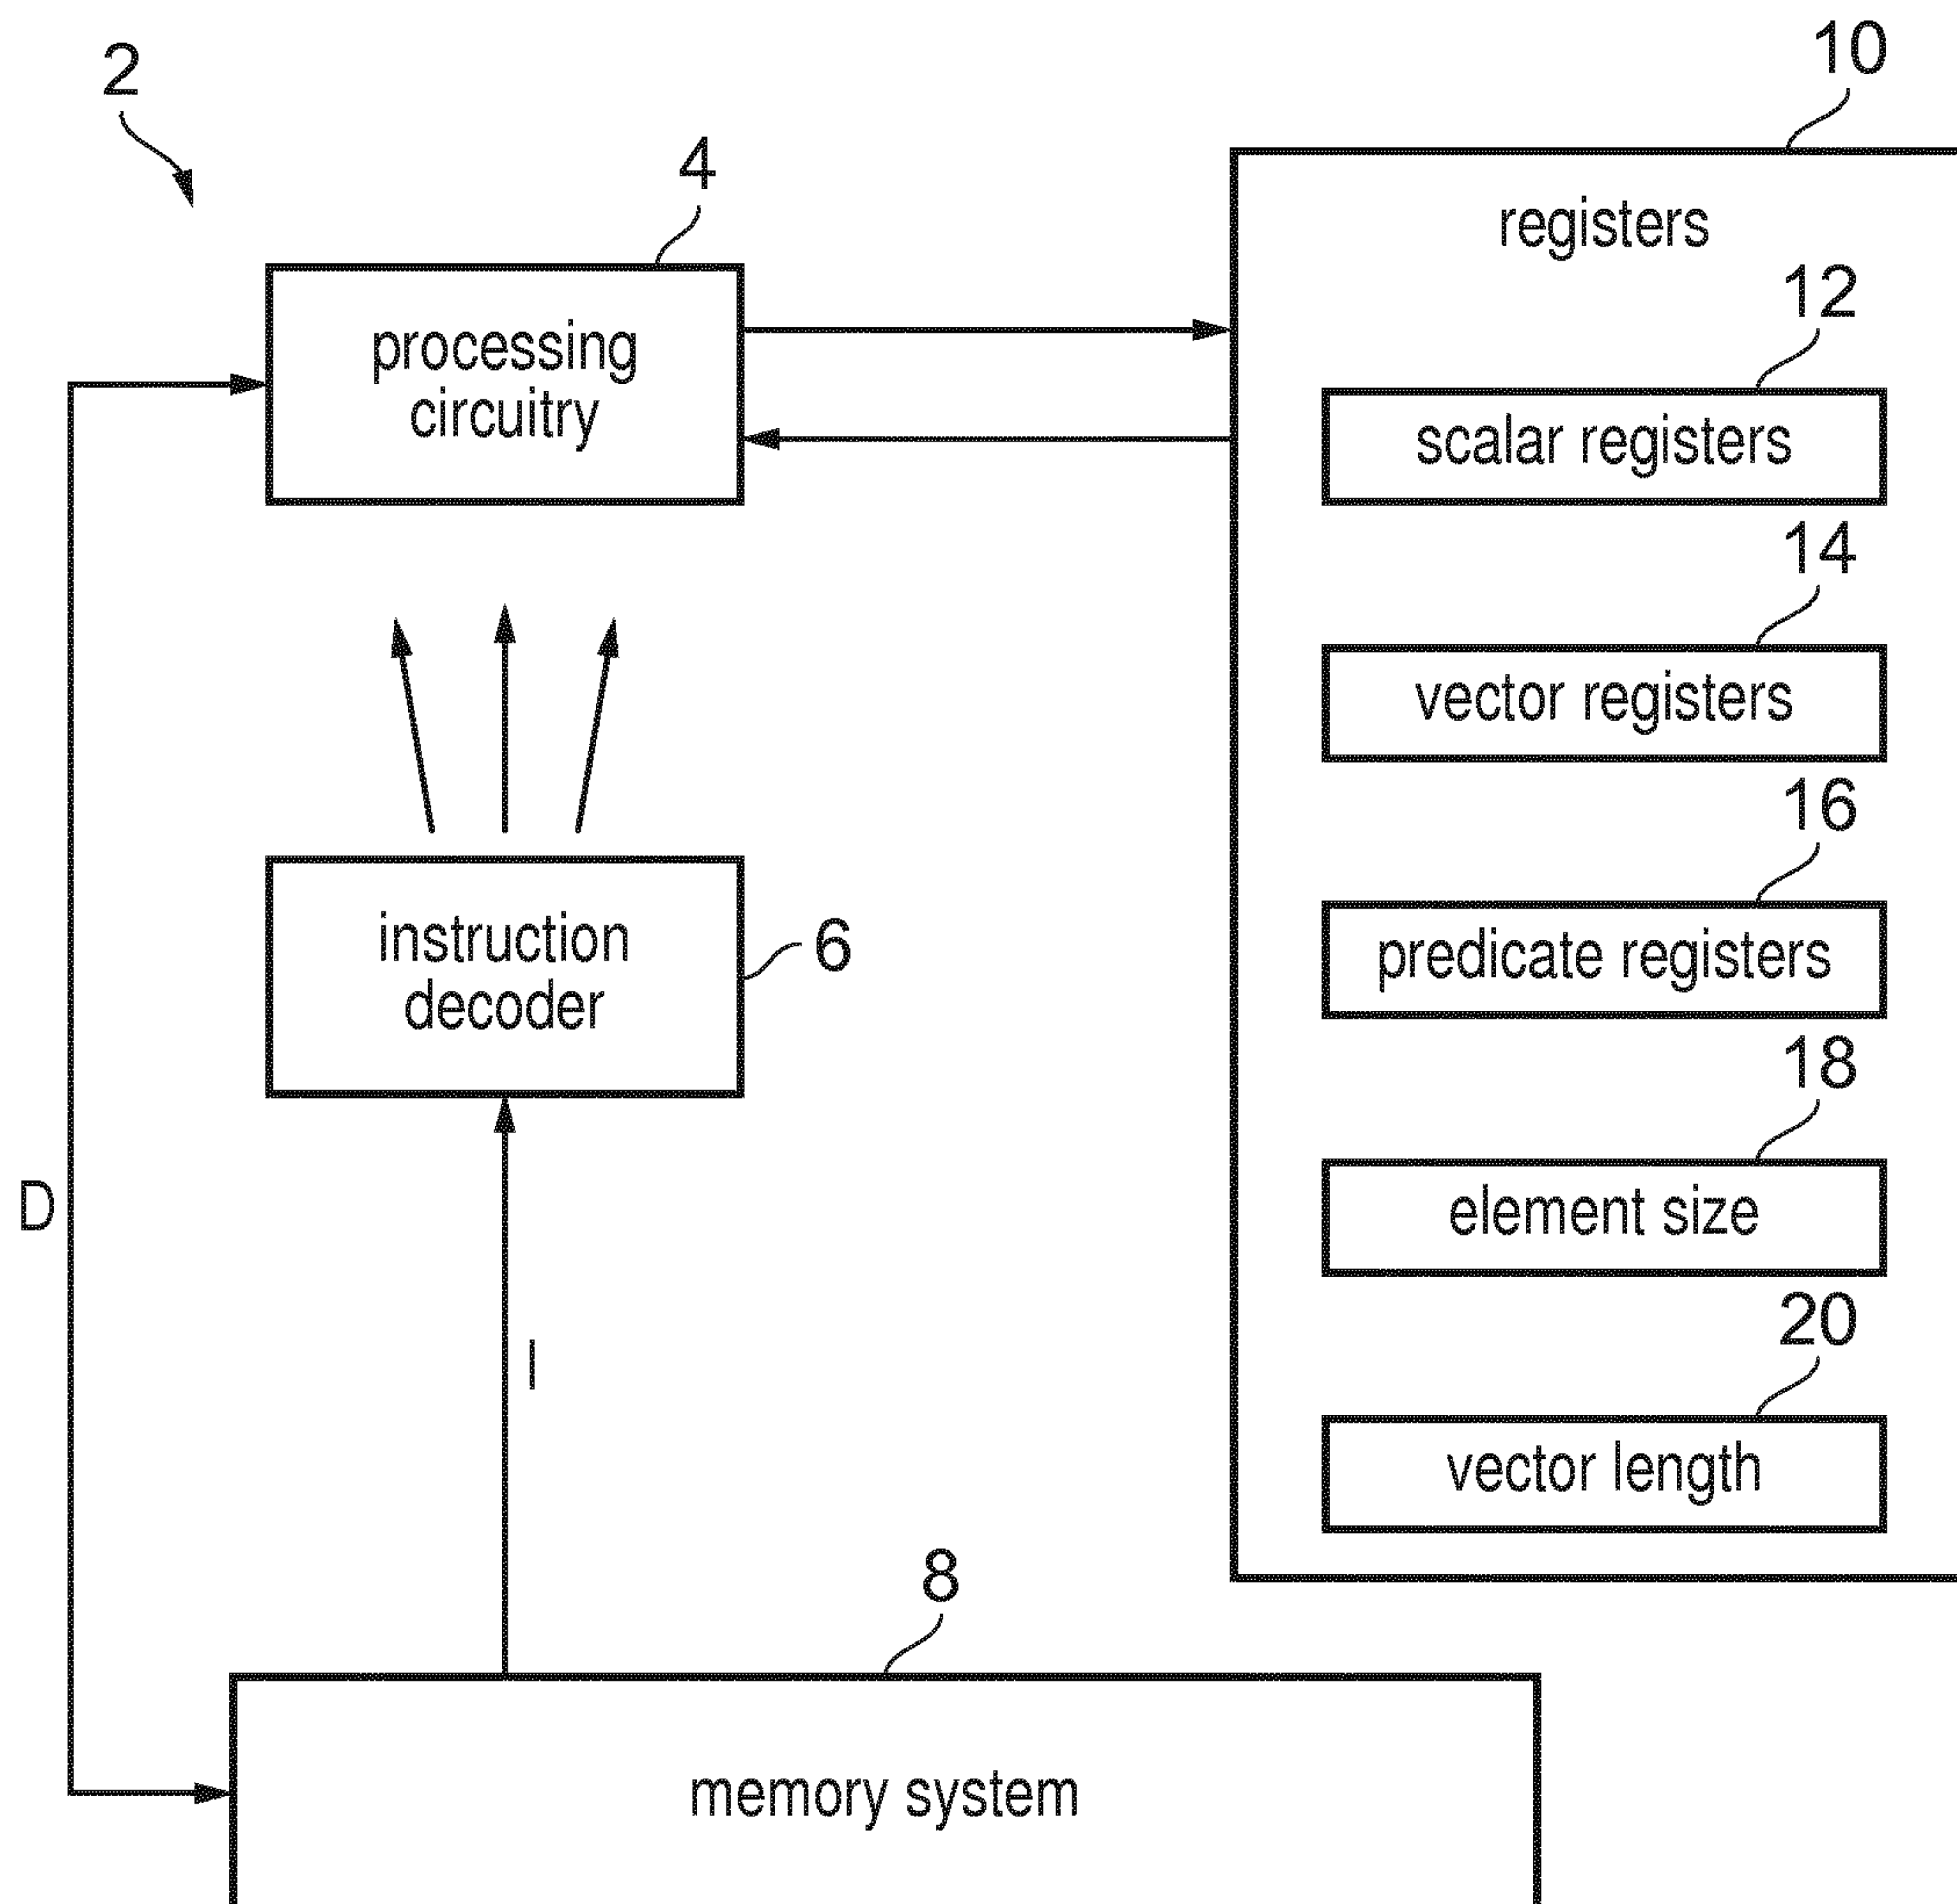 2
10
4
registers
12
processing
circuitry
scalar registers
14
vector registers
16
instruction
decoder
6
predicate registers
18
D
element size
20
I
vector length
8
memory system